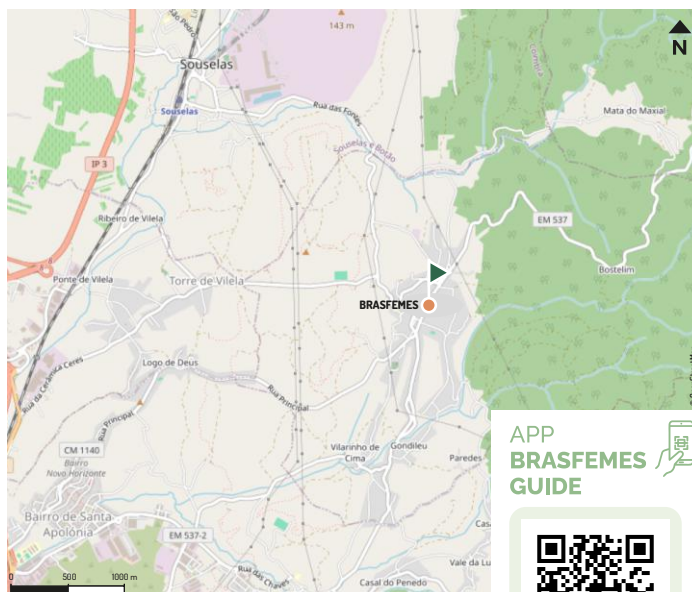 143 m
N
São Pedro
Souselas
Souselas
Rua das Fontes
Souselas e Botão
Mata do Maxial
IP 3
Ribeiro de Vilela
EM 537
Bostelim
Ponte de Vilela
Torre de Vilela
BRASFEMES
Logo de Deus
Rua da Cerâmica Ceres
Rua Principal
Rua Principal
APP
BRASFEMES
GUIDE
CM 1140
Bairro
Novo Horizonte
Vilarinho de
Cima
Gondileu
Paredes
Bairro de Santa
Apolónia
EM 537-2
Cas
Vale da Lu
Rua das Chaves
Casal do Penedo
0 500 1000 m